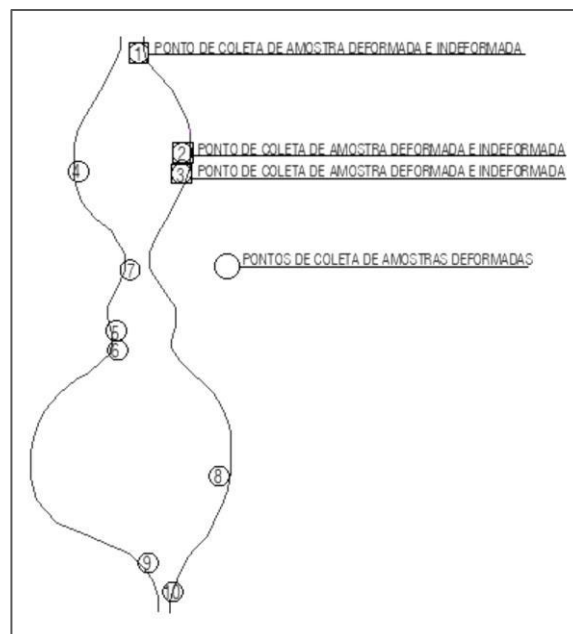 1 PONTO DE COLETA DE AMOSTRA DEFORMADA E INDEFORMADA
2 PONTO DE COLETA DE AMOSTRA DEFORMADA E INDEFORMADA
4
3 PONTO DE COLETA DE AMOSTRA DEFORMADA E INDEFORMADA
7
PONTOS DE COLETA DE AMOSTRAS DEFORMADAS
5
6
8
9
10